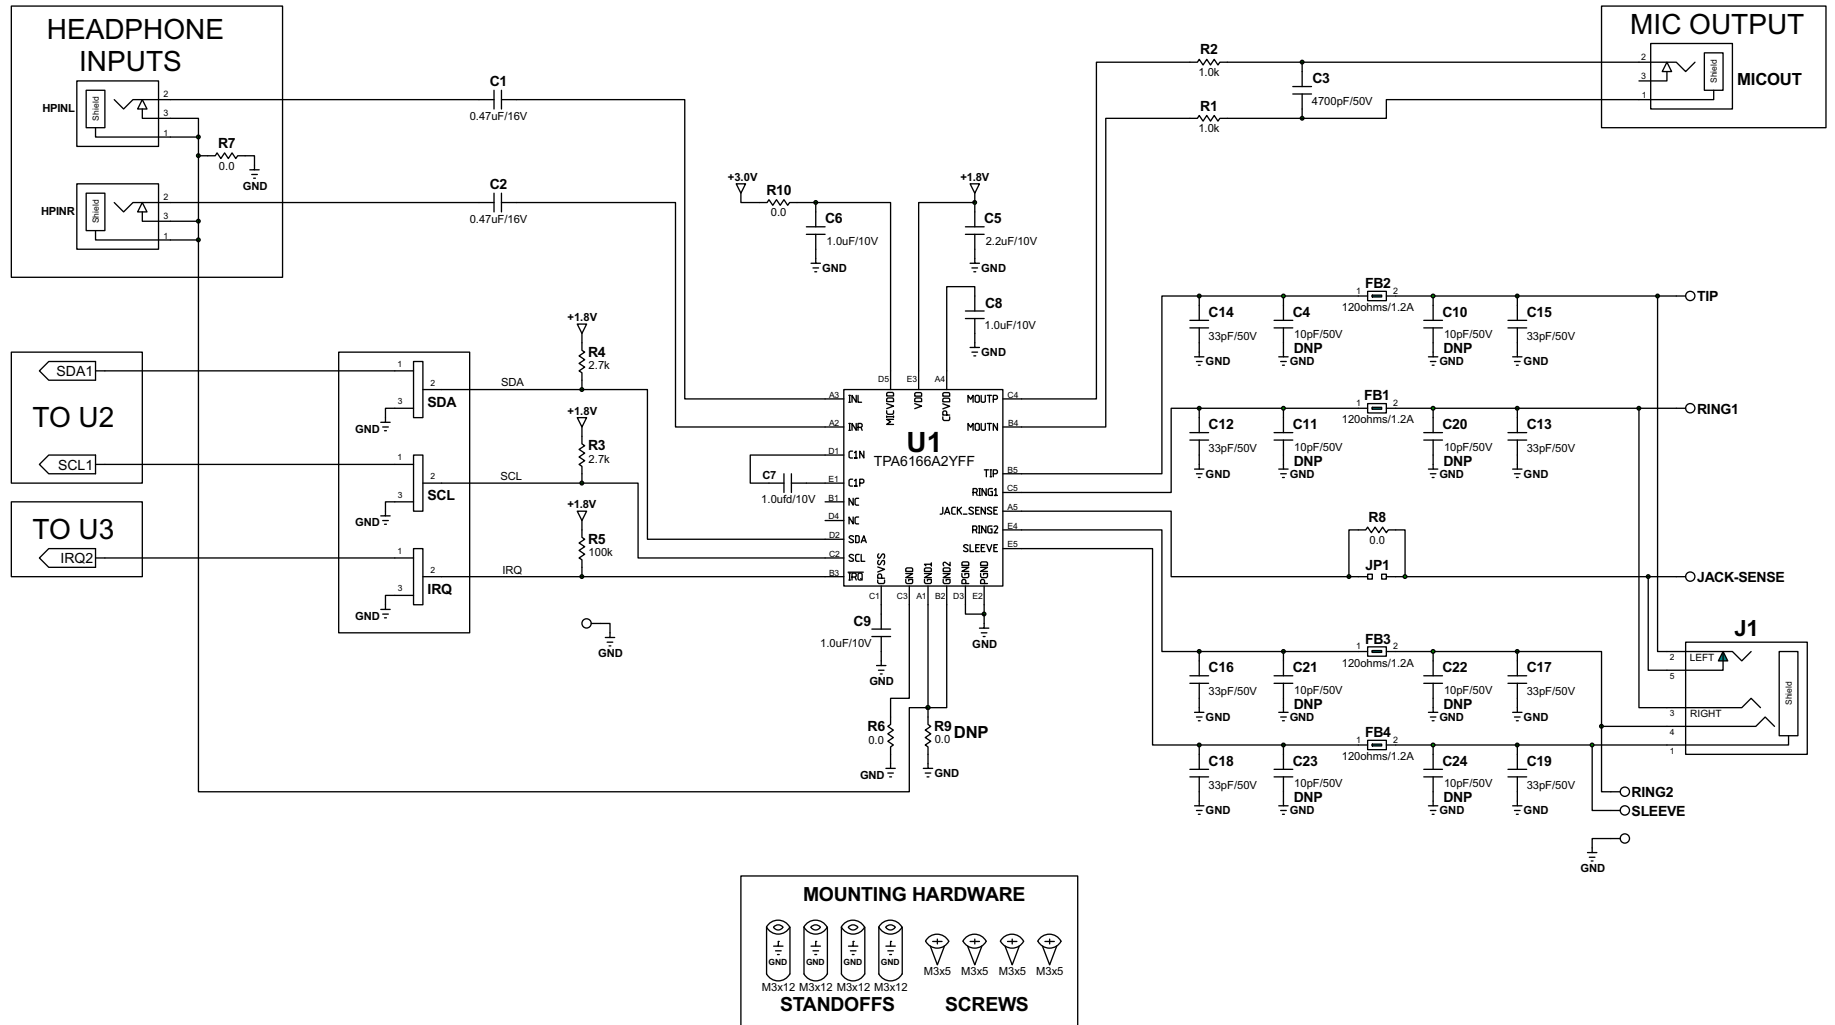 HEADPHONE
INPUTS
HPINL
Shield
2
3
1
R7
0.0
GND
HPINR
Shield
2
3
1
C1
0.47uF/16V
C2
0.47uF/16V
MIC OUTPUT
Shield
2
3
1
MICOUT
R2
1.0k
R1
1.0k
C3
4700pF/50V
+3.0V
R10
0.0
C6
1.0uF/10V
GND
+1.8V
C5
2.2uF/10V
GND
C8
1.0uF/10V
GND
SDA1
TO U2
SCL1
TO U3
IRQ2
1
2
3
SDA
GND
1
2
3
SCL
GND
1
2
3
IRQ
GND
SDA
SCL
IRQ
+1.8V
R4
2.7k
+1.8V
R3
2.7k
+1.8V
R5
100k
GND
C7
1.0ufd/10V
U1
TPA6166A2YFF
D5
E3
A4
MICVDD
VDD
CPVDD
A3 INL
A2 INR
D1 C1N
E1 C1P
B1 NC
D4 NC
D2 SDA
C2 SCL
B3 IRQ
MOUTP C4
MOUTN B4
TIP B5
RING1 C5
JACK_SENSE A5
RING2 E4
SLEEVE E5
CPVSS
GND
GND1
GND2
PGND
PGND
C1
C3
A1
B2
D3
E2
C9
1.0uF/10V
GND
GND
R6
0.0
GND
R9
0.0
DNP
GND
C14
33pF/50V
GND
C4
10pF/50V
DNP
GND
1
FB2
2
120ohms/1.2A
C10
10pF/50V
DNP
GND
C15
33pF/50V
GND
TIP
C12
33pF/50V
GND
C11
10pF/50V
DNP
GND
1
FB1
2
120ohms/1.2A
C20
10pF/50V
DNP
GND
C13
33pF/50V
GND
RING1
R8
0.0
JP1
JACK-SENSE
C16
33pF/50V
GND
C21
10pF/50V
DNP
GND
1
FB3
2
120ohms/1.2A
C22
10pF/50V
DNP
GND
C17
33pF/50V
GND
C18
33pF/50V
GND
C23
10pF/50V
DNP
GND
1
FB4
2
120ohms/1.2A
C24
10pF/50V
DNP
GND
C19
33pF/50V
GND
J1
2
LEFT
5
3
RIGHT
4
1
Shield
RING2
SLEEVE
GND
MOUNTING HARDWARE
GND
GND
GND
GND
M3x12 M3x12 M3x12 M3x12
M3x5 M3x5 M3x5 M3x5
STANDOFFS
SCREWS